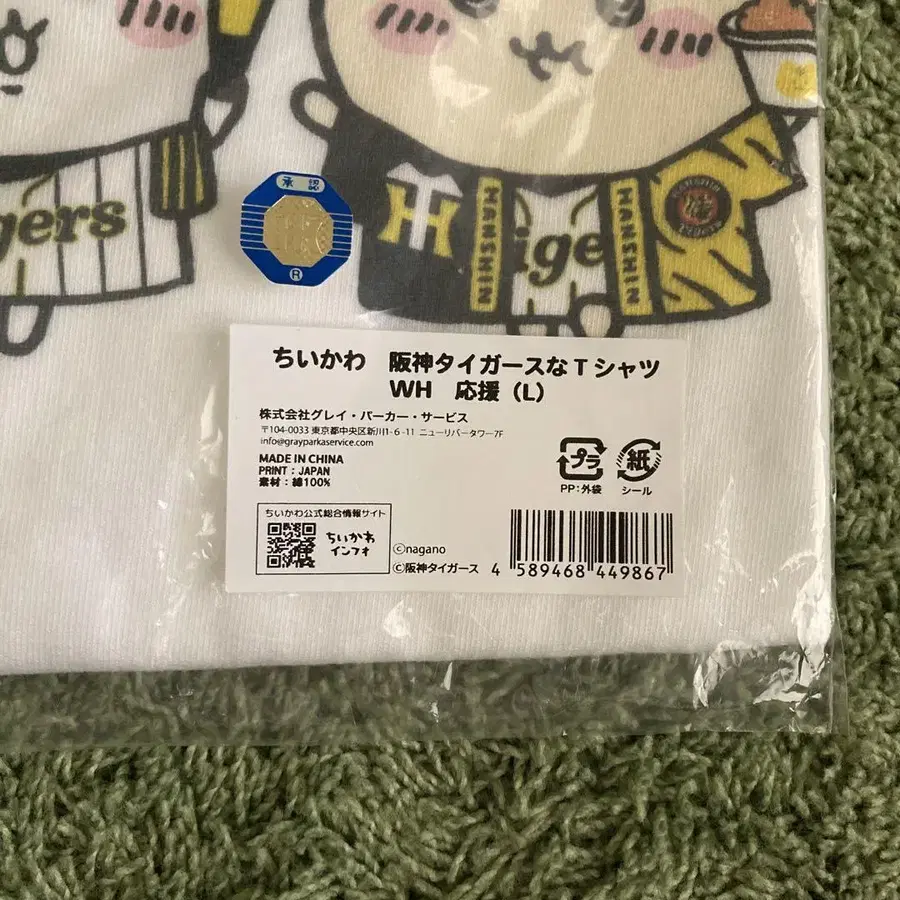 gers
承認
R
H
T
HANSHIN
ige
HANSHIN
HANSHIN
ちいかわ 阪神タイガースなTシャツ
WH 応援（L）
株式会社グレイ・パーカー・サービス
〒104-0033 東京都中央区新川1-6-11 ニューリバータワー7F
info@grayparkaservice.com
MADE IN CHINA
PRINT：JAPAN
素材：綿100%
プラ
紙
PP：外袋
シール
ちいかわ公式総合情報サイト
ちいかわ
インフォ
©nagano
©阪神タイガース
4 589468 449867